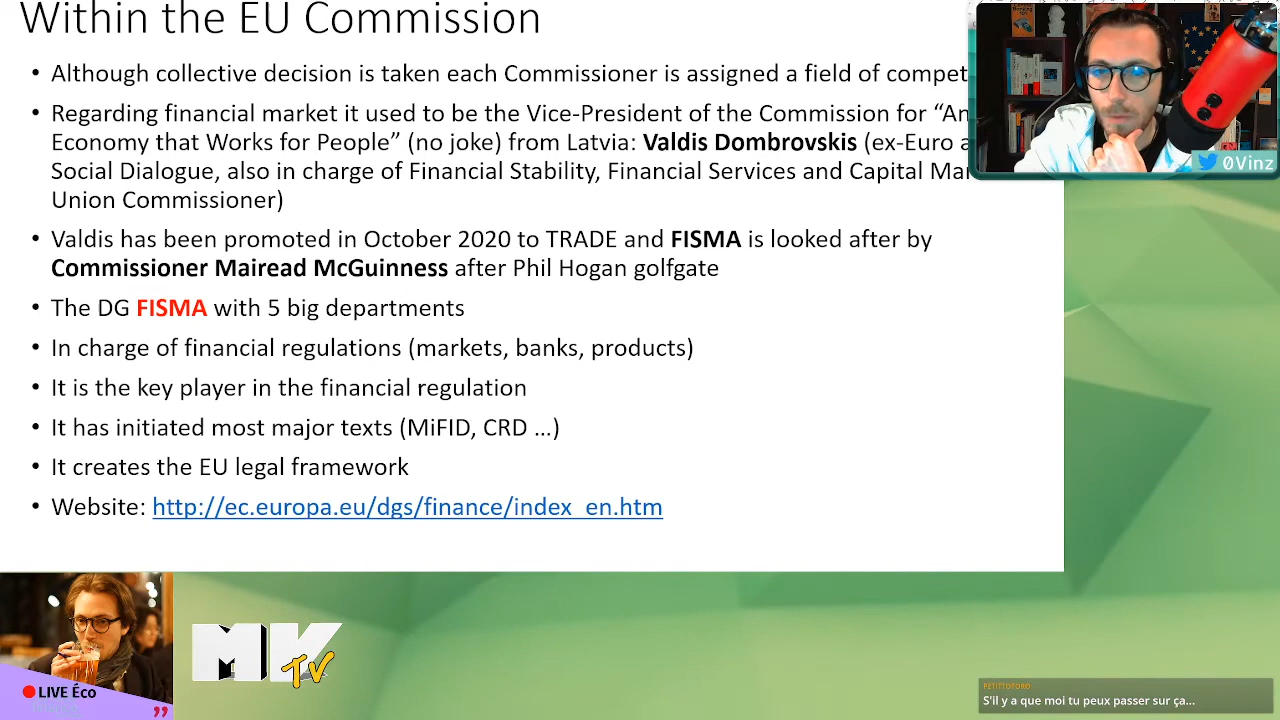 Within the EU Commission
• Although collective decision is taken each Commissioner is assigned a field of compet
• Regarding financial market it used to be the Vice-President of the Commission for “An
Economy that Works for People” (no joke) from Latvia: Valdis Dombrovskis (ex-Euro a
Social Dialogue, also in charge of Financial Stability, Financial Services and Capital Mar
Union Commissioner)
• Valdis has been promoted in October 2020 to TRADE and FISMA is looked after by
Commissioner Mairead McGuinness after Phil Hogan golfgate
• The DG FISMA with 5 big departments
• In charge of financial regulations (markets, banks, products)
• It is the key player in the financial regulation
• It has initiated most major texts (MiFID, CRD ...)
• It creates the EU legal framework
• Website: http://ec.europa.eu/dgs/finance/index_en.htm
0Vinz
LIVE Éco
MK
TV
PETITTOTORO
S'il y a que moi tu peux passer sur ça...